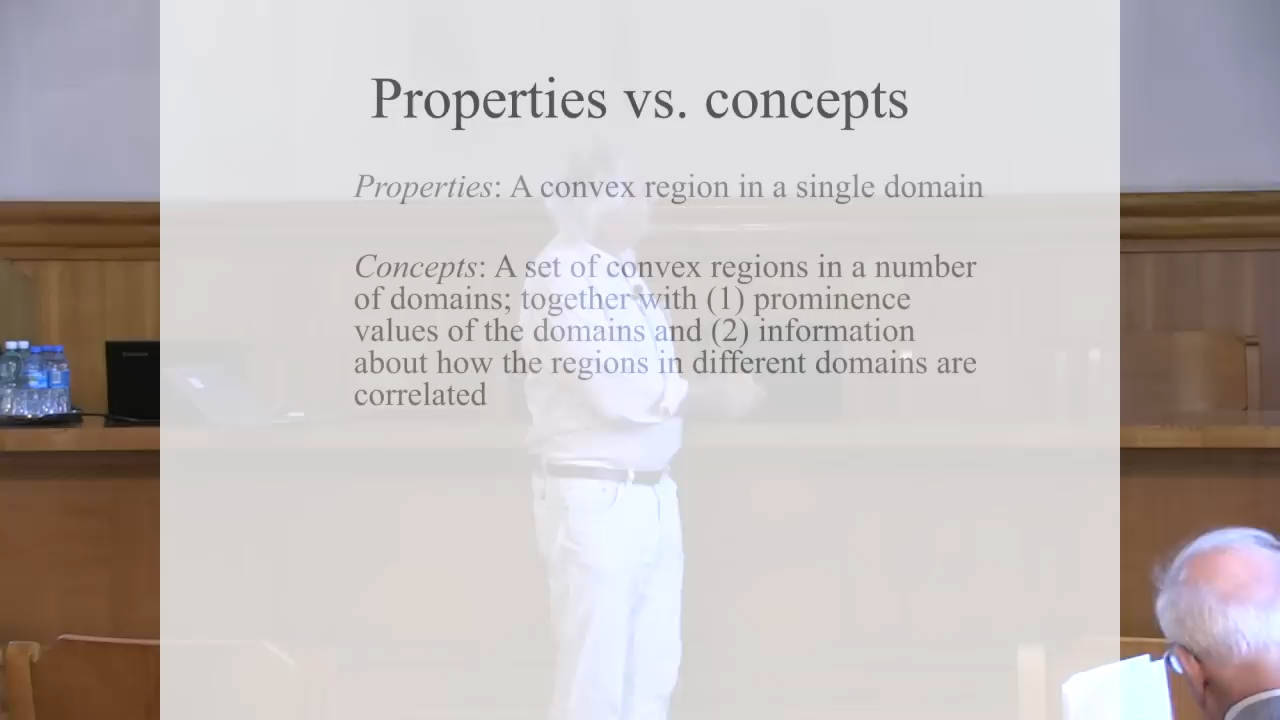 Properties vs. concepts
Properties: A convex region in a single domain
Concepts: A set of convex regions in a number
of domains; together with (1) prominence
values of the domains and (2) information
about how the regions in different domains are
correlated